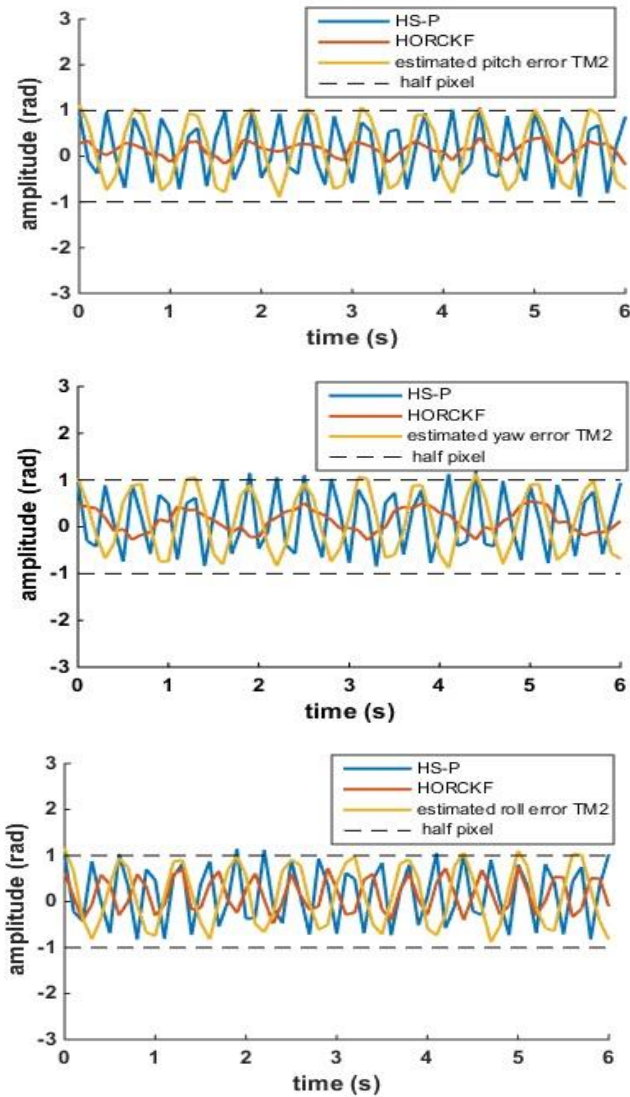 HS-P
HORCKF
estimated pitch error TM2
half pixel
3
2
1
0
-1
-2
-3
amplitude (rad)
0 1 2 3 4 5 6
time (s)
HS-P
HORCKF
estimated yaw error TM2
half pixel
3
2
1
0
-1
-2
-3
amplitude (rad)
0 1 2 3 4 5 6
time (s)
HS-P
HORCKF
estimated roll error TM2
half pixel
3
2
1
0
-1
-2
-3
amplitude (rad)
0 1 2 3 4 5 6
time (s)